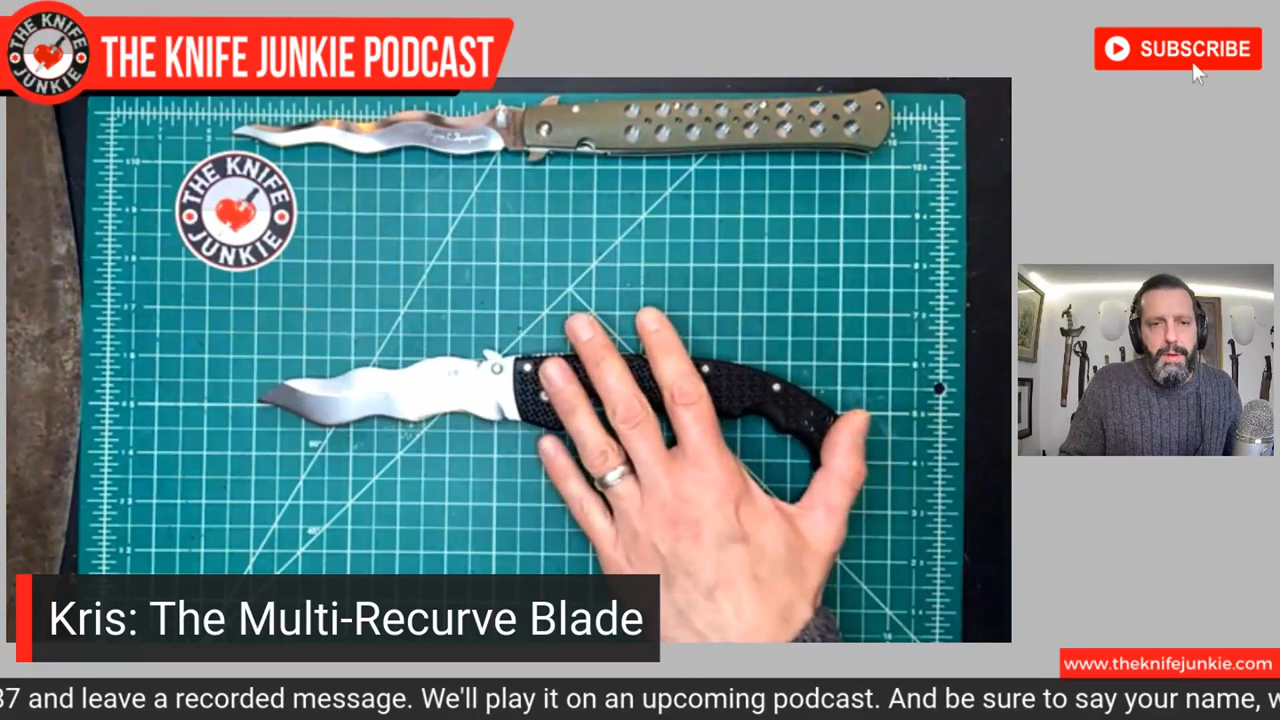 THE KNIFE JUNKIE
THE KNIFE JUNKIE PODCAST
SUBSCRIBE
THE KNIFE
JUNKIE
Kris: The Multi-Recurve Blade
www.theknifejunkie.com
37 and leave a recorded message. We'll play it on an upcoming podcast. And be sure to say your name, w